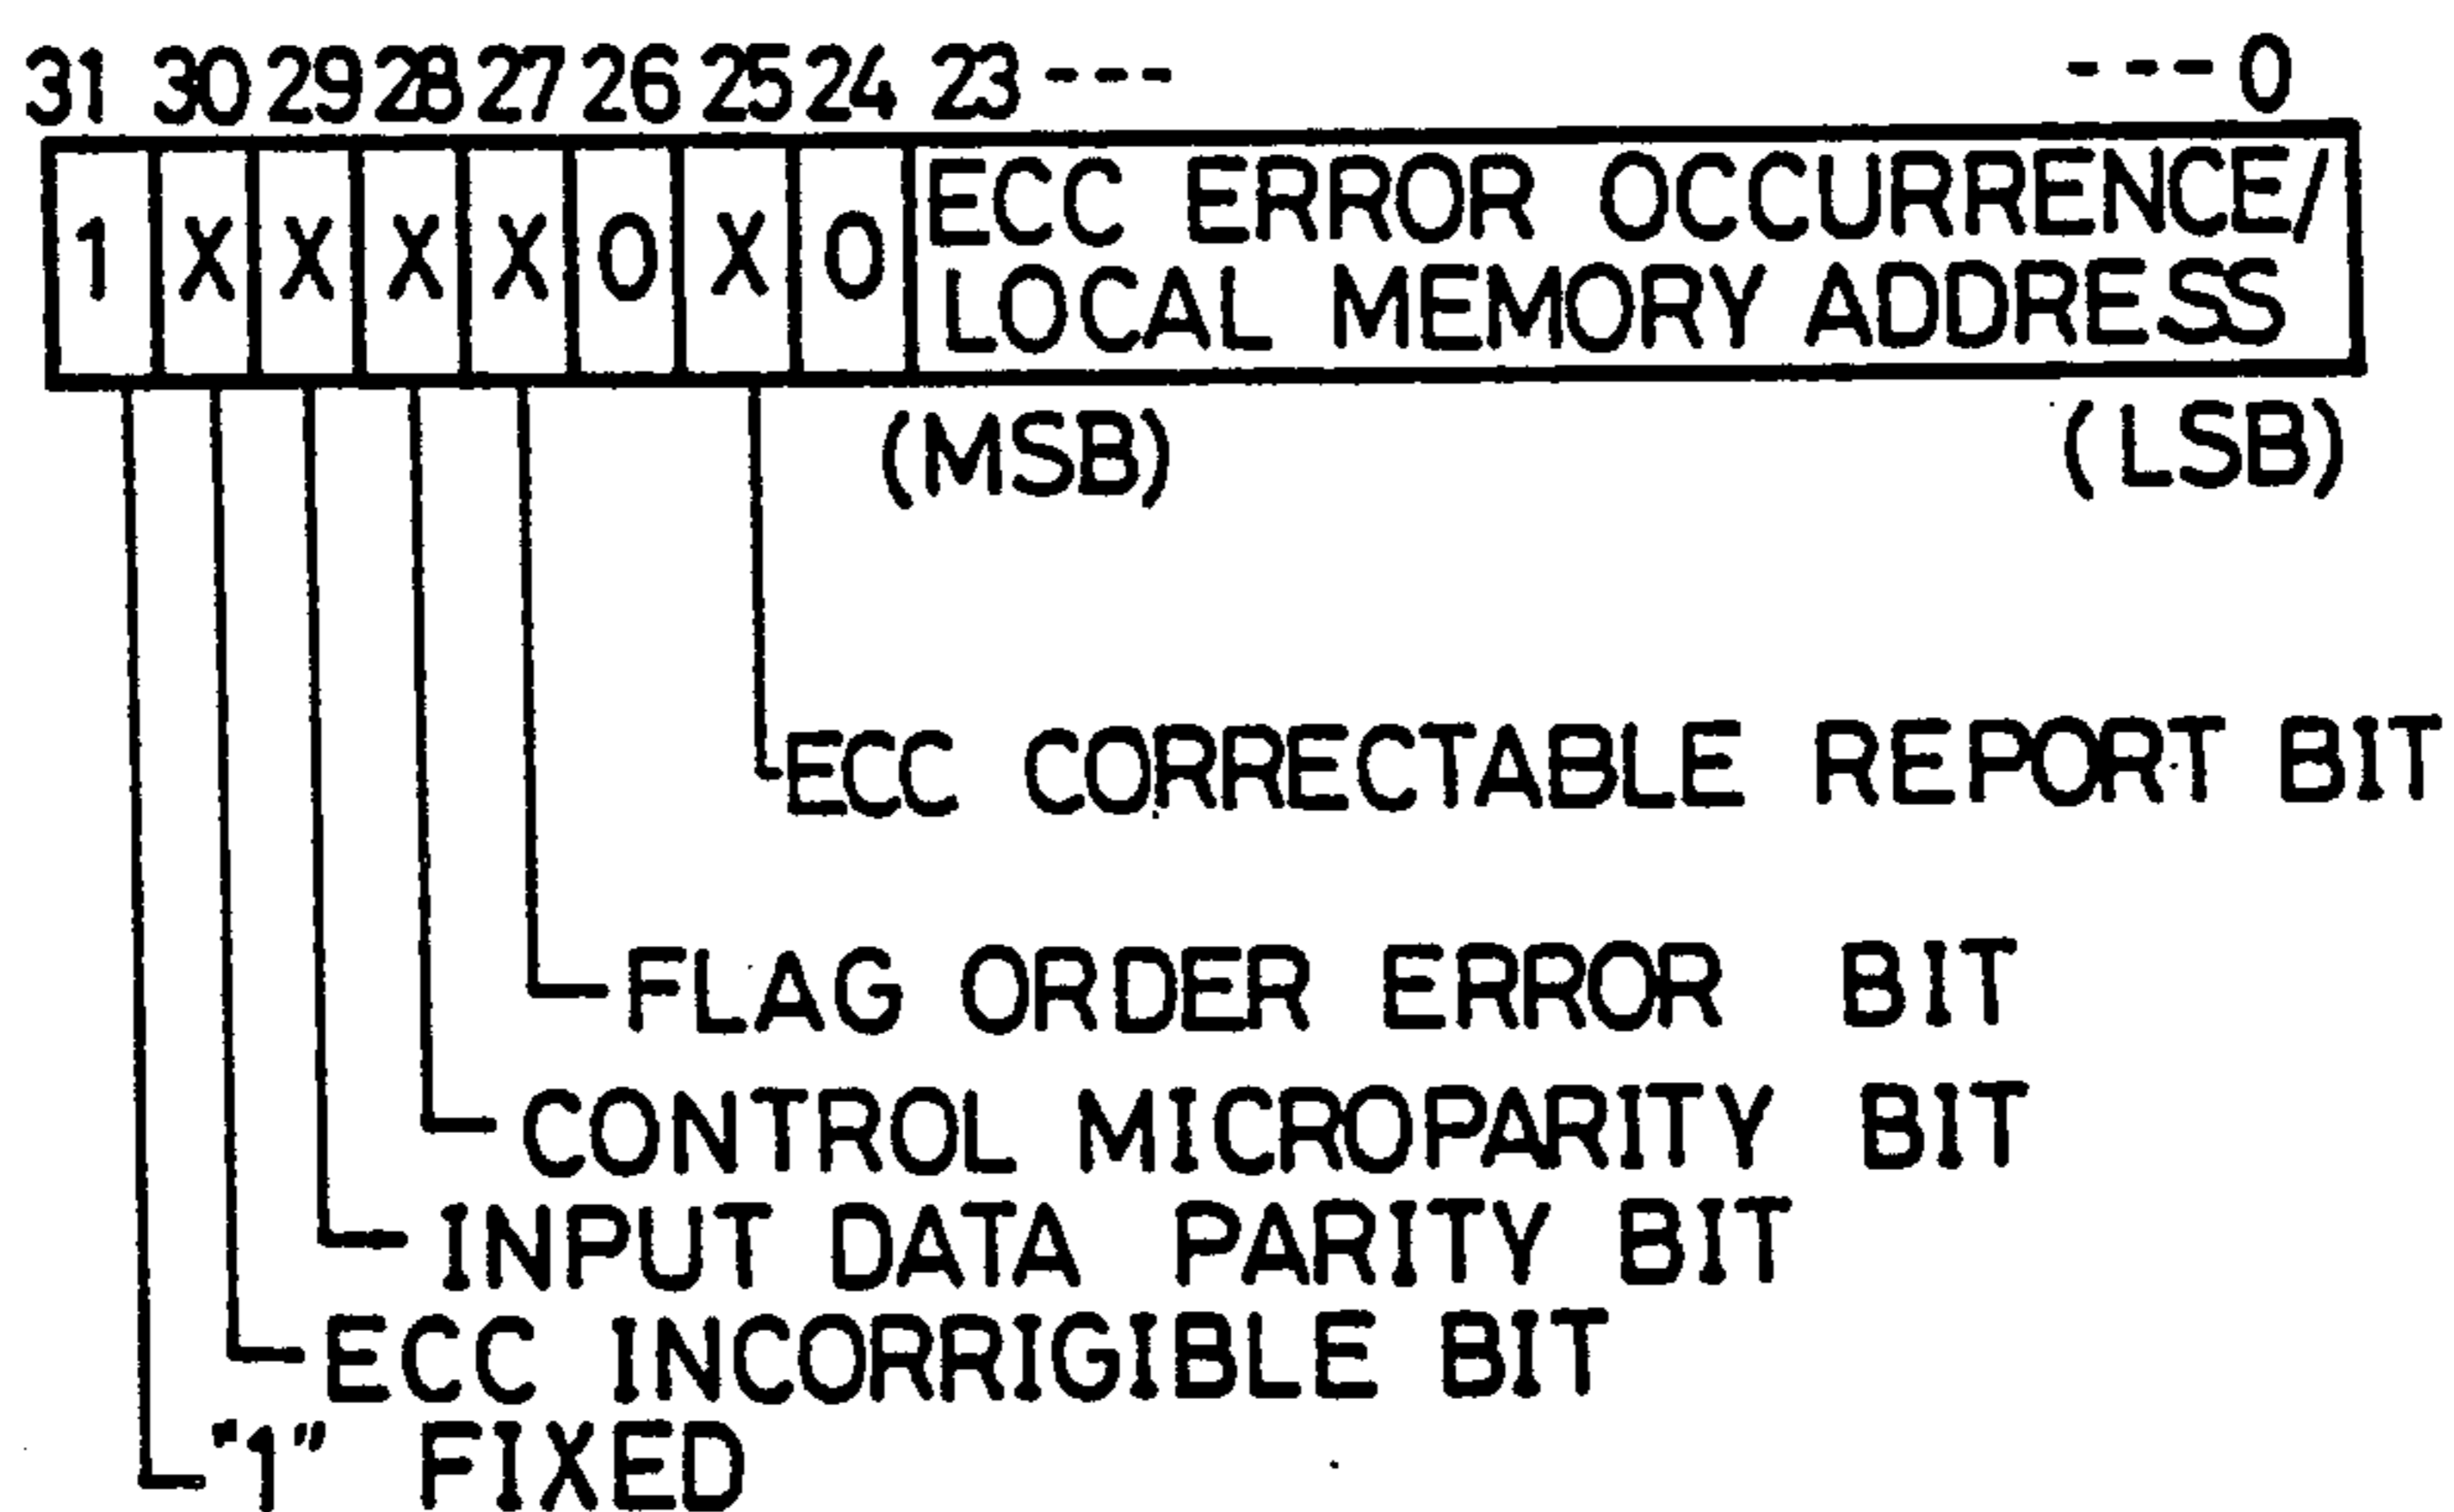 31 30 29 28 27 26 25 24 23--- ---0
1 X X X X 0 X 0 ECC ERROR OCCURRENCE/
LOCAL MEMORY ADDRESS
(MSB) (LSB)
ECC CORRECTABLE REPORT BIT
FLAG ORDER ERROR BIT
CONTROL MICROPARITY BIT
INPUT DATA PARITY BIT
ECC INCORRIGIBLE BIT
"1" FIXED